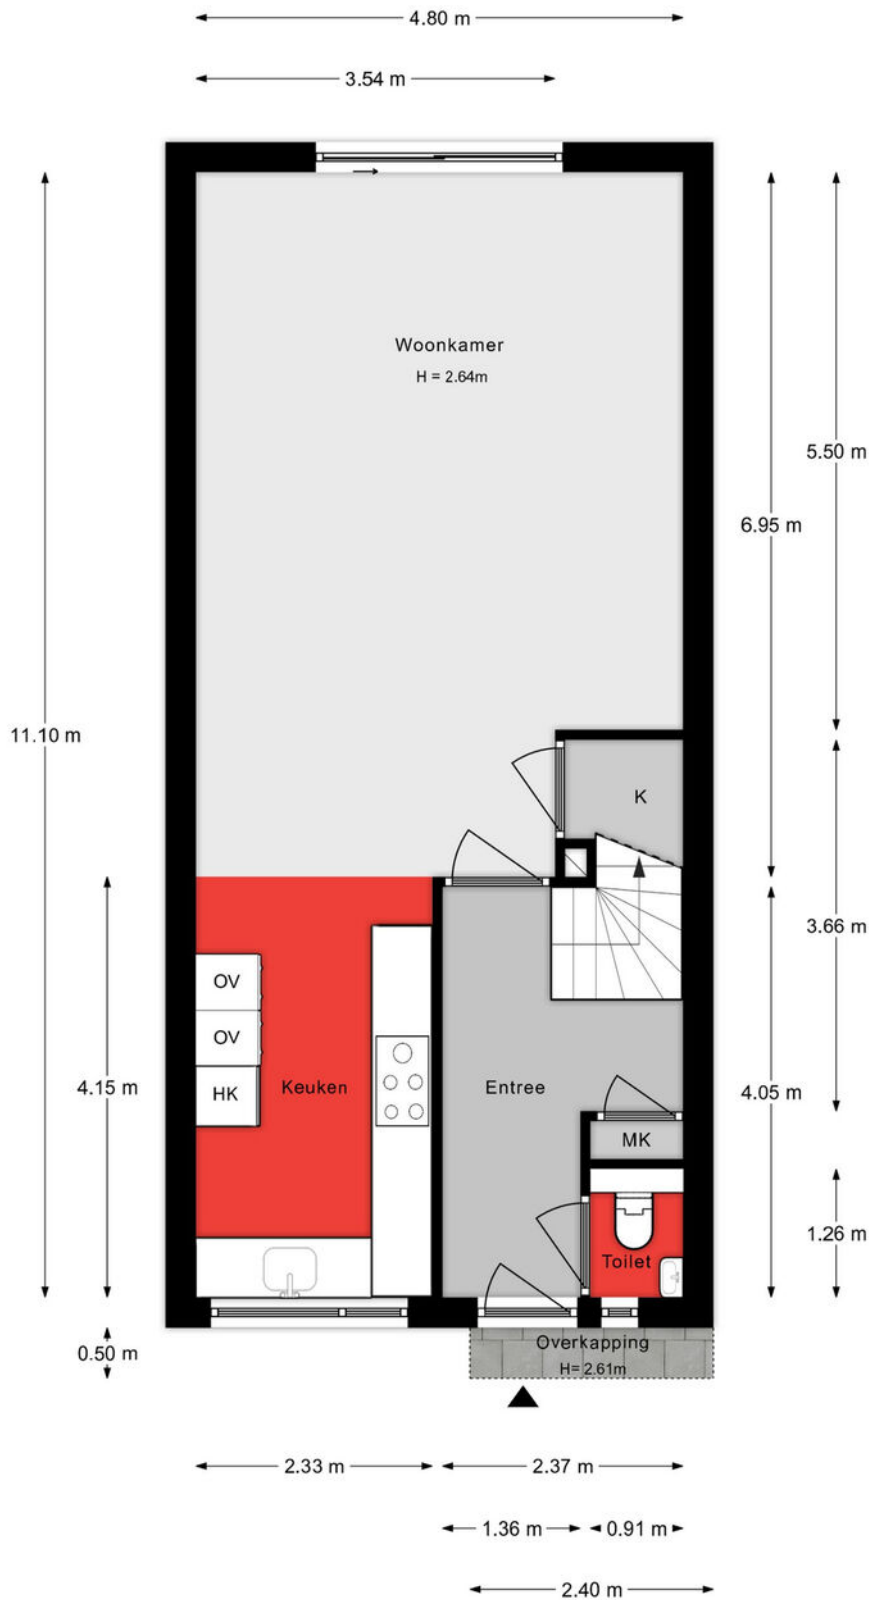 4.80 m
3.54 m
Woonkamer
H = 2.64m
5.50 m
6.95 m
11.10 m
K
3.66 m
OV
OV
HK
Keuken
Entree
4.15 m
4.05 m
MK
1.26 m
Toilet
Overkapping
H= 2.61m
0.50 m
2.33 m
2.37 m
1.36 m
0.91 m
2.40 m